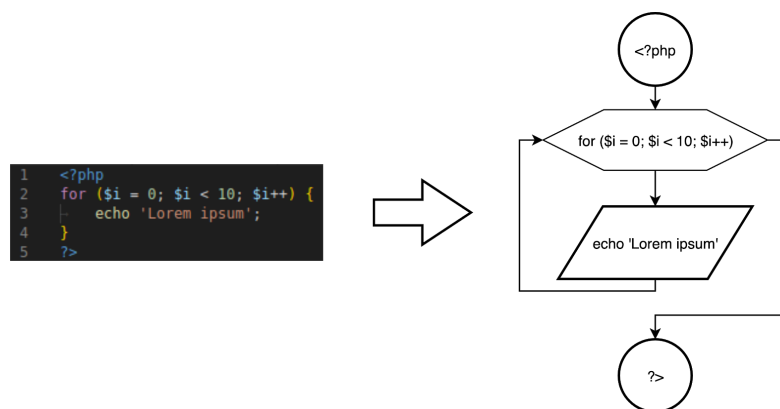 1 <?php
2 for ($i = 0; $i < 10; $i++) {
3 echo 'Lorem ipsum';
4 }
5 ?>
<?php
for ($i = 0; $i < 10; $i++)
echo 'Lorem ipsum'
?>